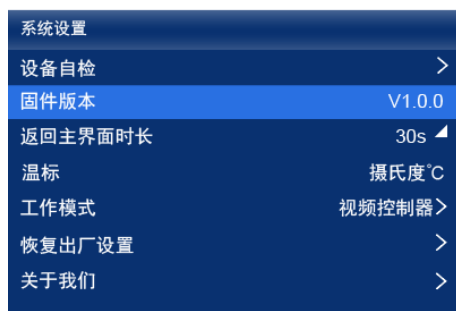 系统设置
设备自检 >
固件版本 V1.0.0
返回主界面时长 30s
温标 摄氏度℃
工作模式 视频控制器>
恢复出厂设置 >
关于我们 >